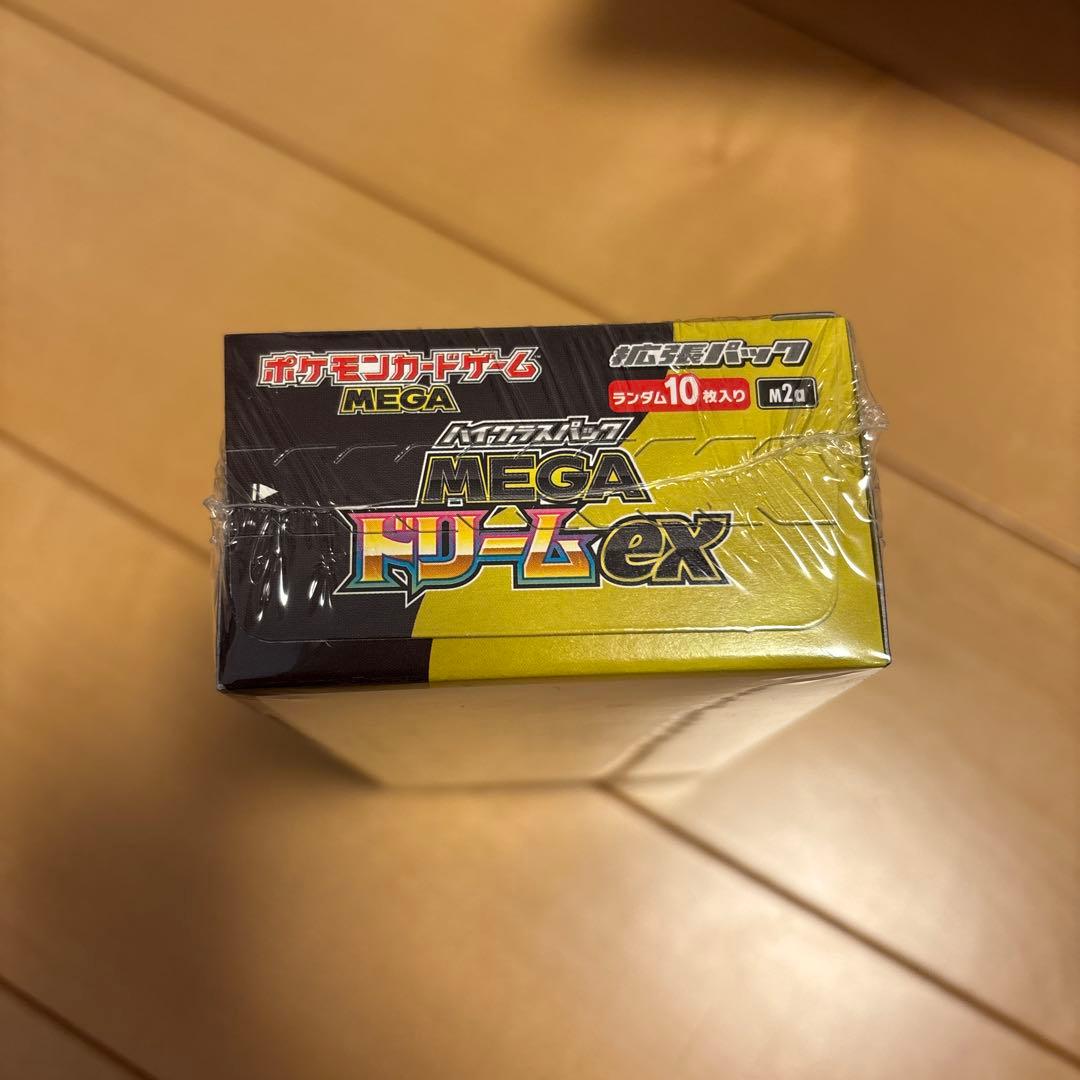 ポケモンカードゲーム
MEGA
拡張パック
ランダム10枚入り
M2a
ハイクラスパック
MEGA
ドリームex